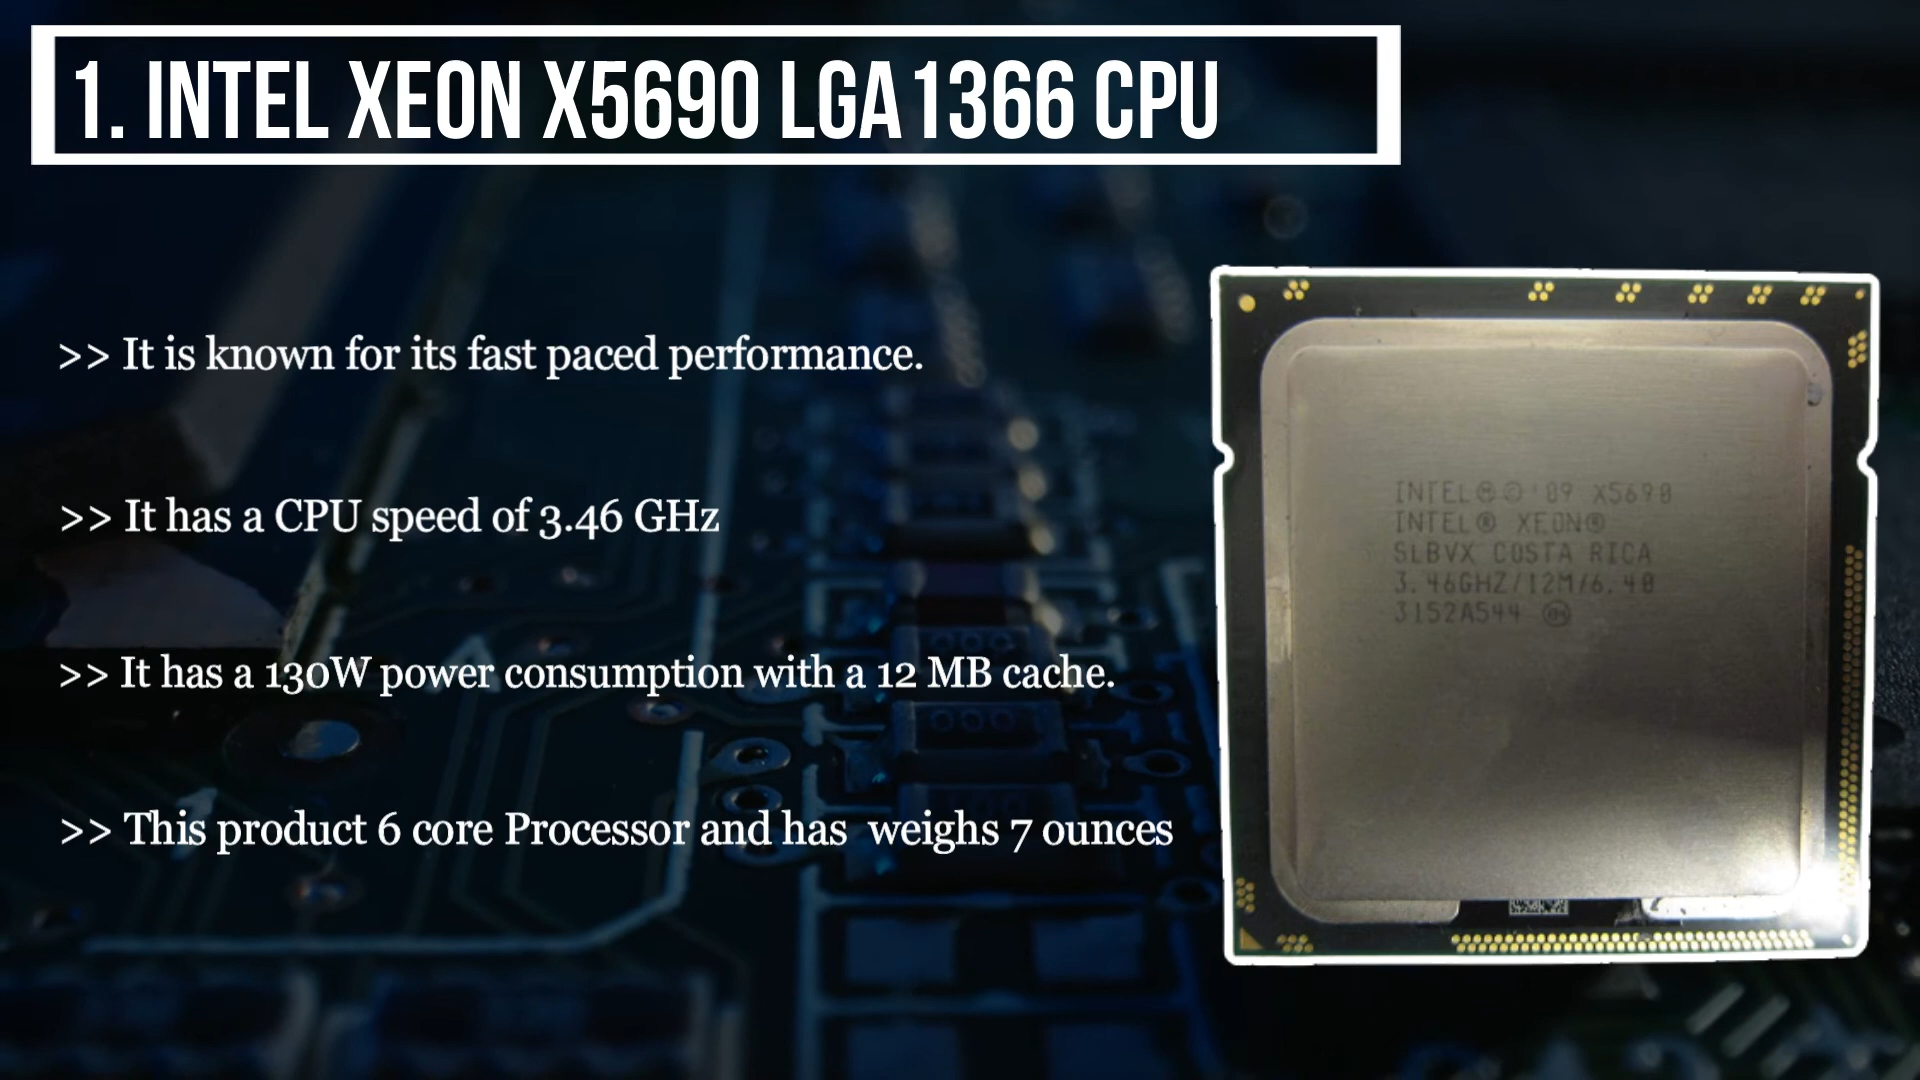 1. INTEL XEON X5690 LGA1366 CPU
>> It is known for its fast paced performance.
>> It has a CPU speed of 3.46 GHz
>> It has a 130W power consumption with a 12 MB cache.
>> This product 6 core Processor and has  weighs 7 ounces
INTEL®©'09 X5690
INTEL® XEON®
SLBVX COSTA RICA
3.46GHZ/12M/6.40
3152A544